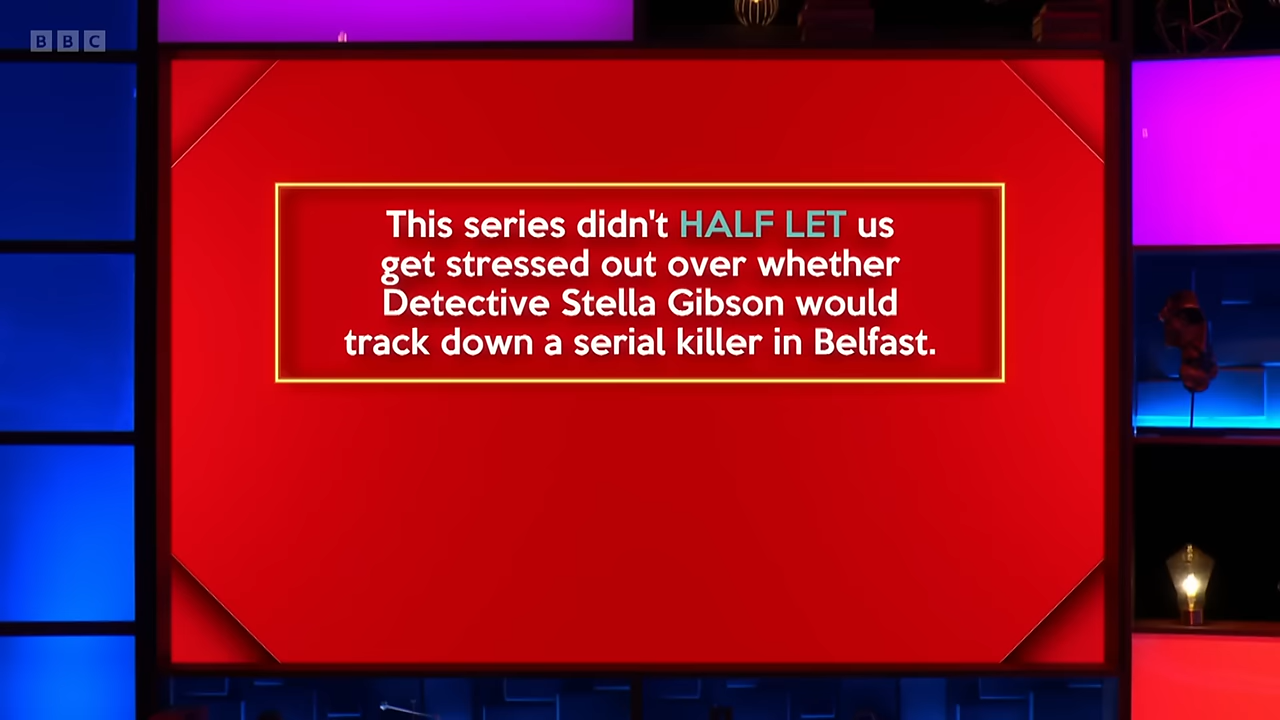 BBC
This series didn't HALF LET us
get stressed out over whether
Detective Stella Gibson would
track down a serial killer in Belfast.